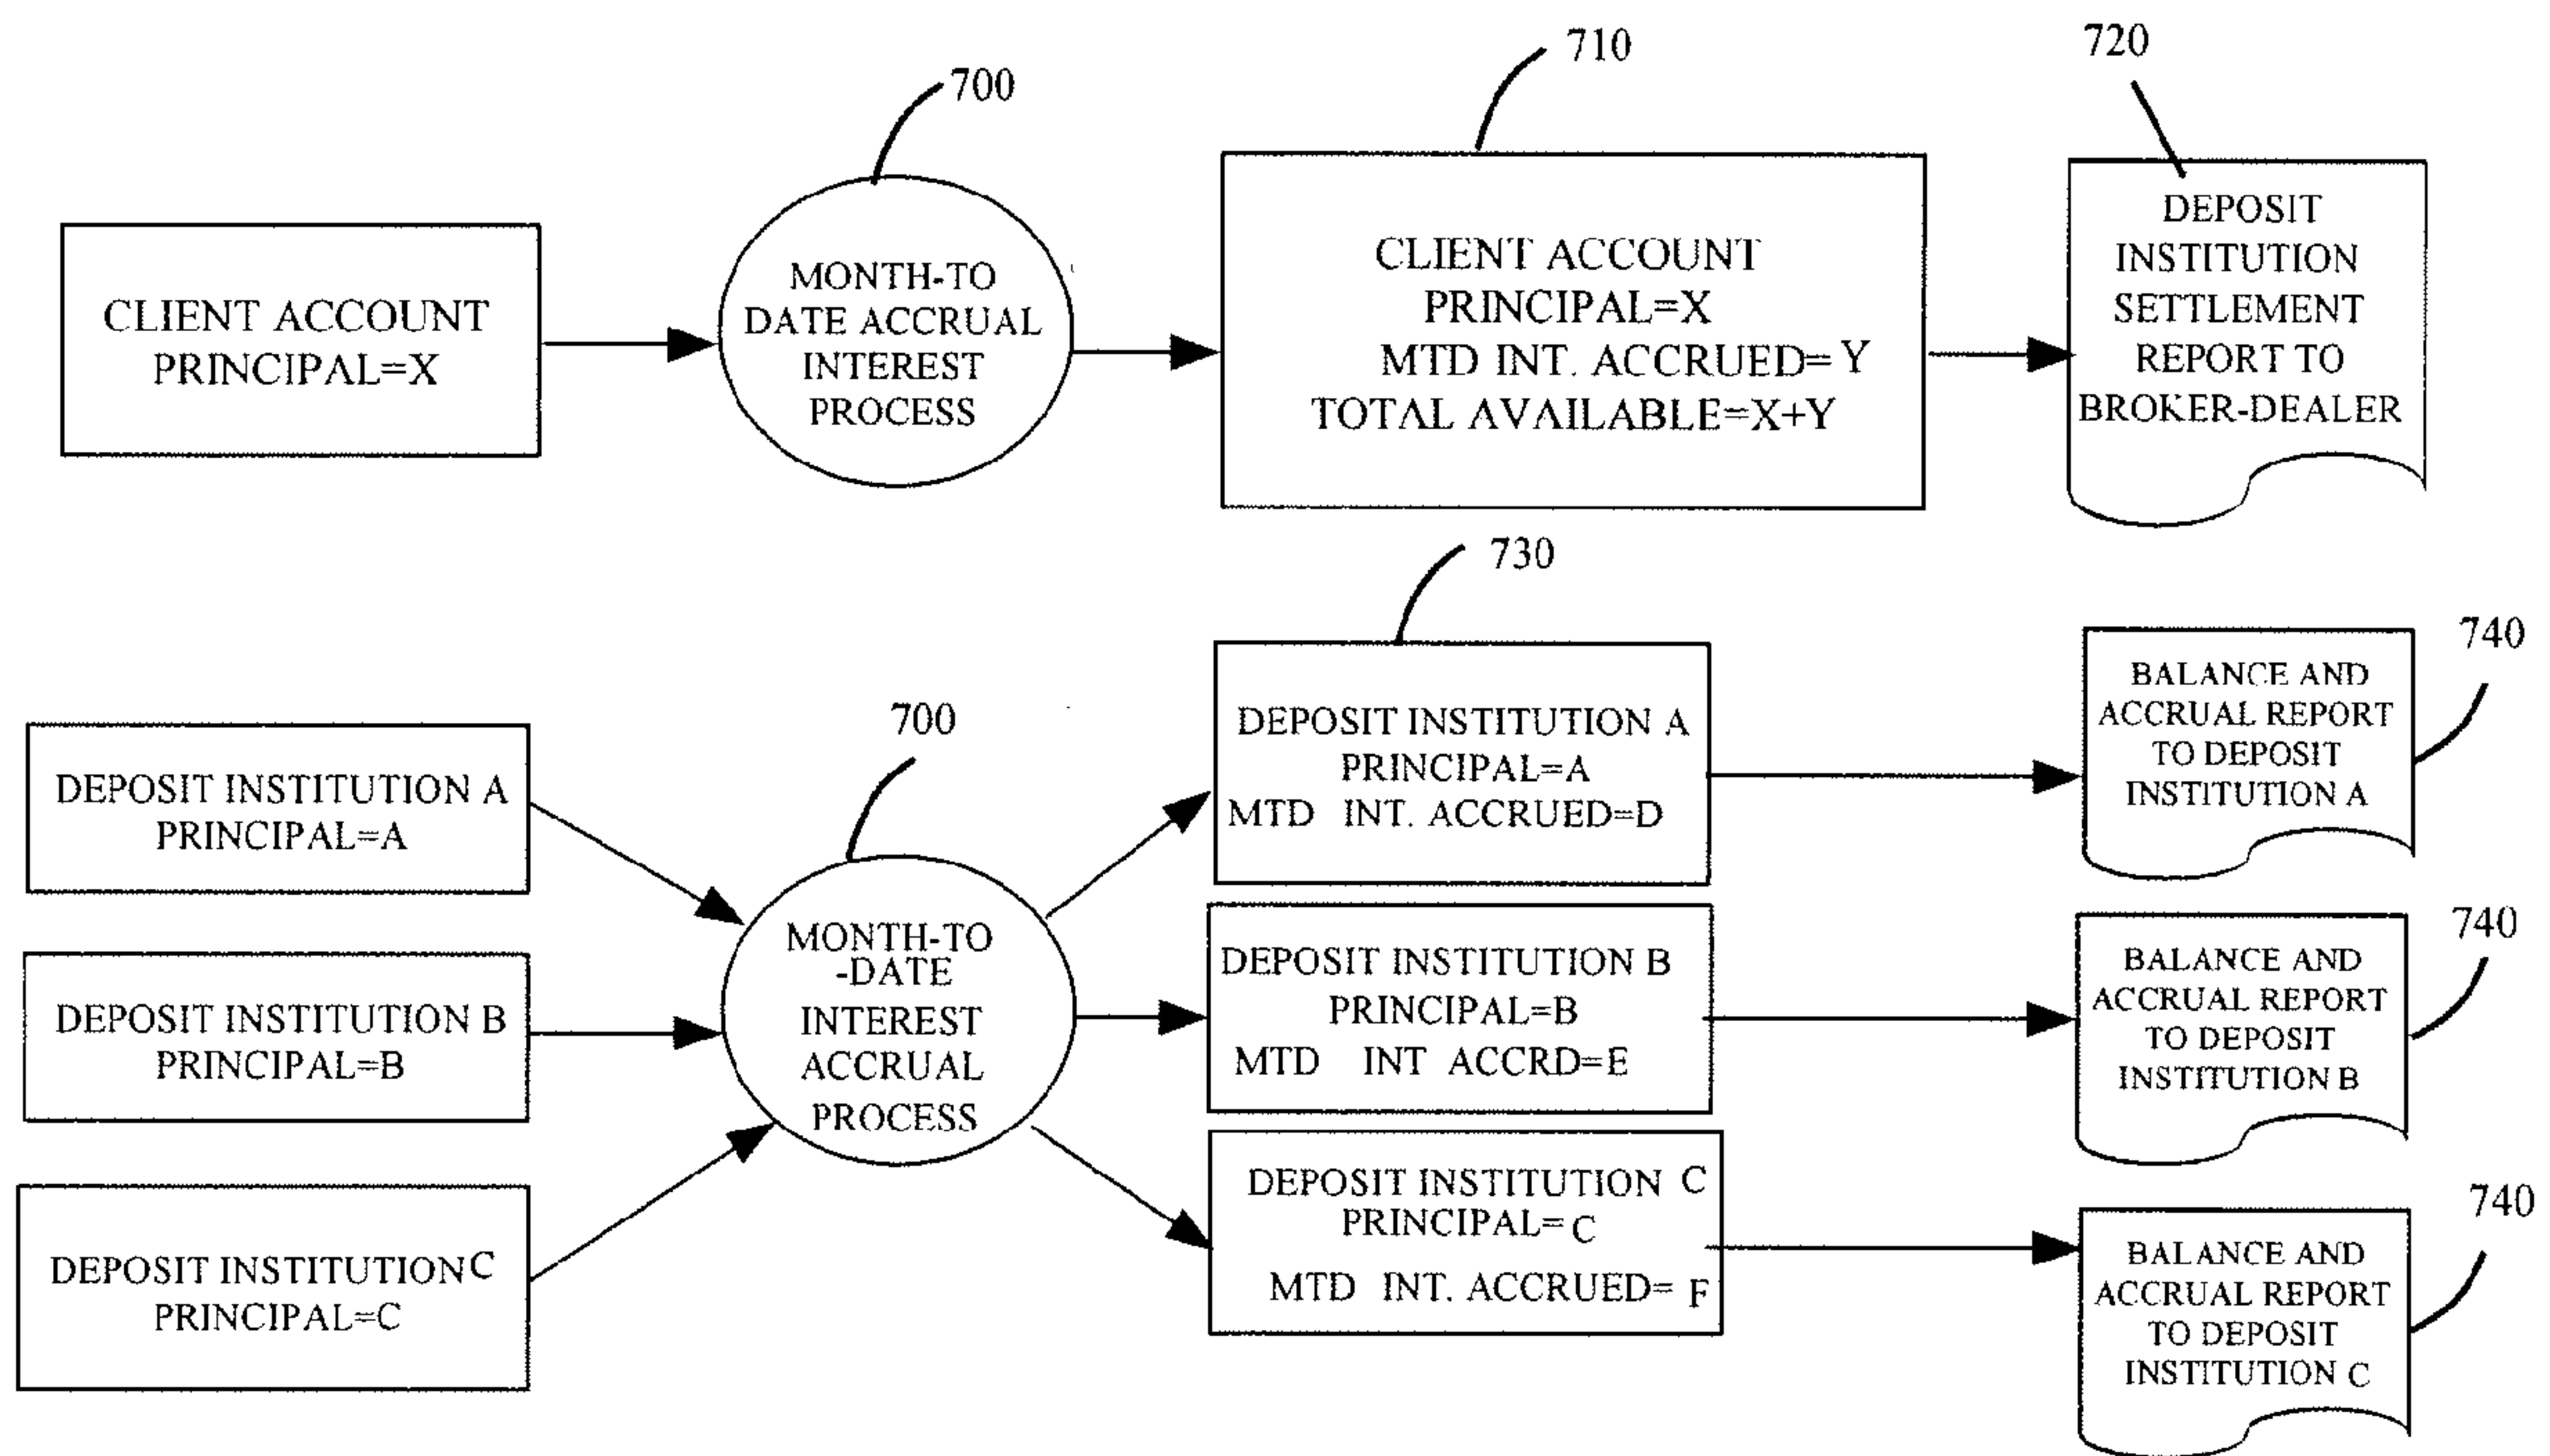 700
710
720
CLIENT ACCOUNT
PRINCIPAL=X
MONTH-TO
DATE ACCRUAL
INTEREST
PROCESS
CLIENT ACCOUNT
PRINCIPAL=X
MTD INT. ACCRUED= Y
TOTAL AVAILABLE=X+Y
DEPOSIT
INSTITUTION
SETTLEMENT
REPORT TO
BROKER-DEALER
730
740
700
DEPOSIT INSTITUTION A
PRINCIPAL=A
DEPOSIT INSTITUTION B
PRINCIPAL=B
DEPOSIT INSTITUTION C
PRINCIPAL=C
MONTH-TO
-DATE
INTEREST
ACCRUAL
PROCESS
DEPOSIT INSTITUTION A
PRINCIPAL=A
MTD INT. ACCRUED=D
DEPOSIT INSTITUTION B
PRINCIPAL=B
MTD INT ACCRD=E
DEPOSIT INSTITUTION C
PRINCIPAL= C
MTD INT. ACCRUED= F
BALANCE AND
ACCRUAL REPORT
TO DEPOSIT
INSTITUTION A
740
BALANCE AND
ACCRUAL REPORT
TO DEPOSIT
INSTITUTION B
740
BALANCE AND
ACCRUAL REPORT
TO DEPOSIT
INSTITUTION C